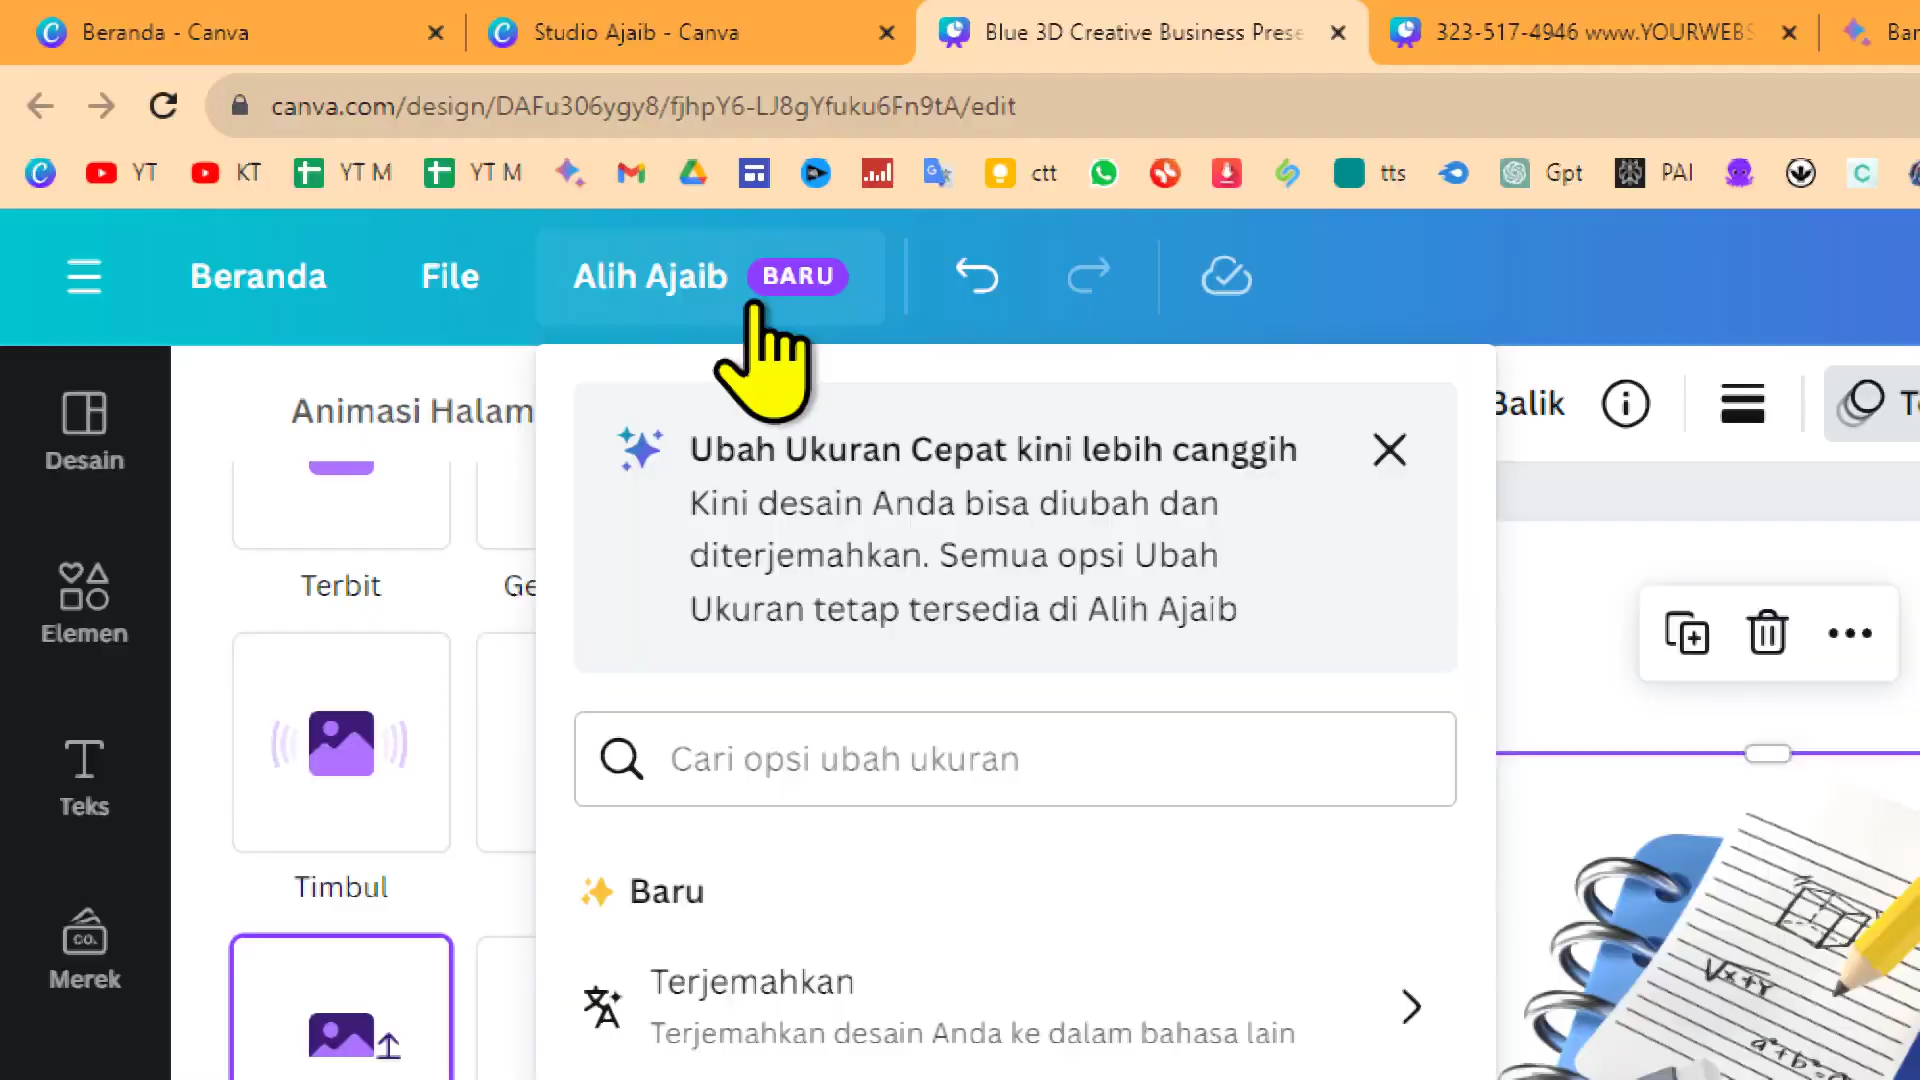 Beranda - Canva
Studio Ajaib - Canva
Blue 3D Creative Business Prese
323-517-4946 www.YOURWEBS
canva.com/design/DAFu306ygy8/fjhpY6-LJ8gYfuku6Fn9tA/edit
YT
KT
YT M
YT M
ctt
tts
Gpt
PAI
Beranda
File
Alih Ajaib
BARU
Desain
Elemen
Teks
CO.
Merek
Animasi Halam
Terbit
Ge
Timbul
Ubah Ukuran Cepat kini lebih canggih
Kini desain Anda bisa diubah dan
diterjemahkan. Semua opsi Ubah
Ukuran tetap tersedia di Alih Ajaib
Cari opsi ubah ukuran
Baru
Terjemahkan
Terjemahkan desain Anda ke dalam bahasa lain
Balik
√x+y